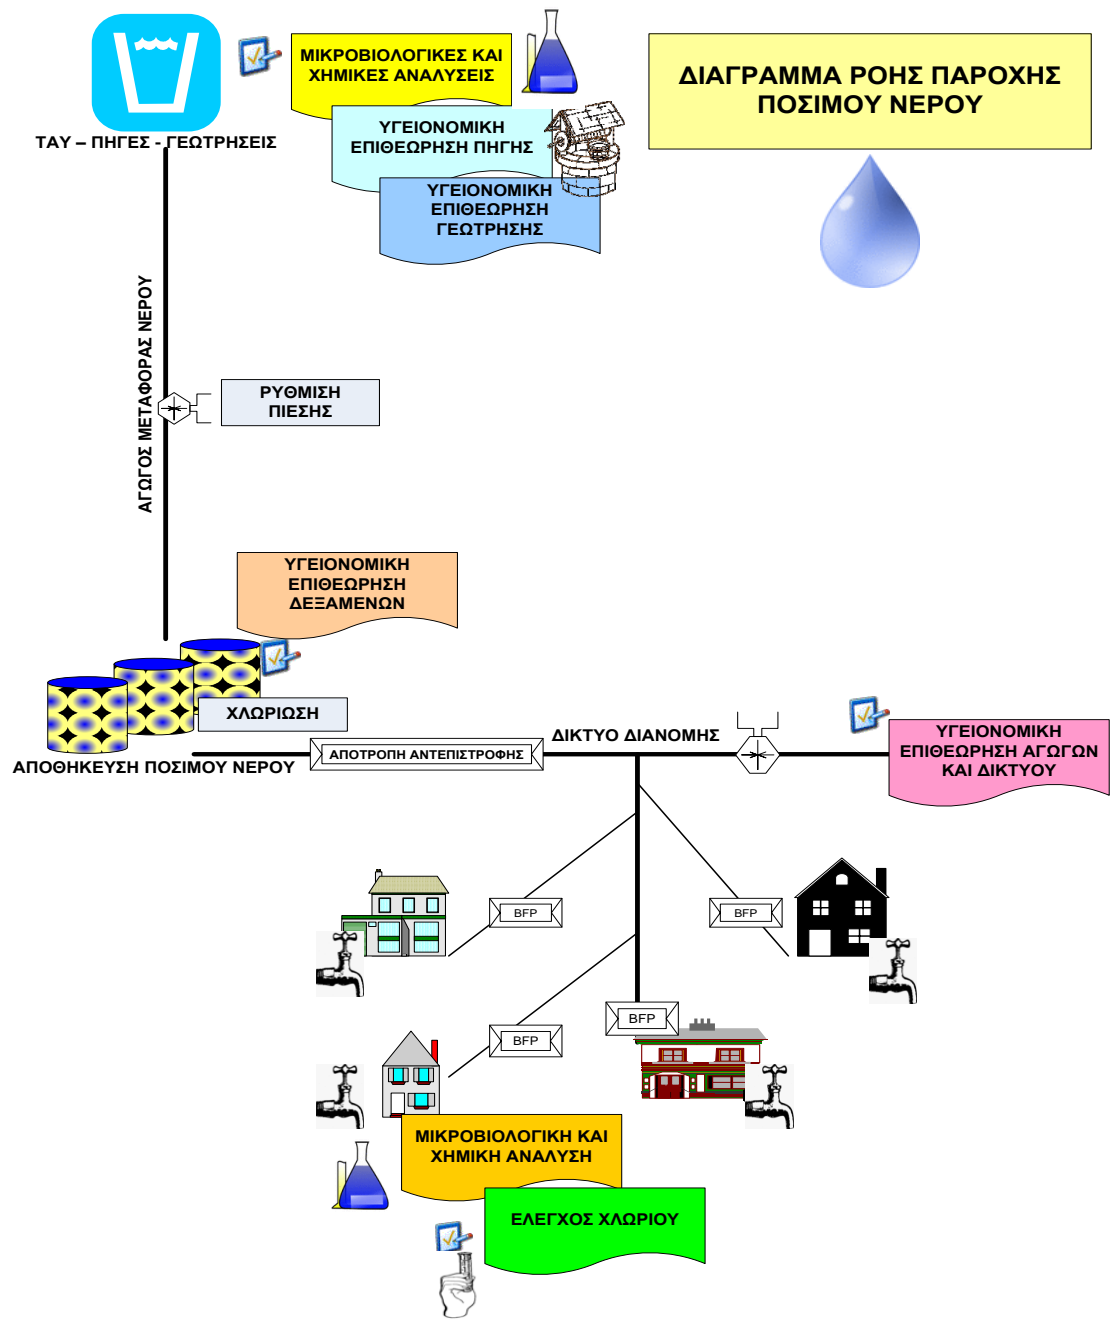 ΔΙΑΓΡΑΜΜΑ ΡΟΗΣ ΠΑΡΟΧΗΣ
ΠΟΣΙΜΟΥ ΝΕΡΟΥ
ΜΙΚΡΟΒΙΟΛΟΓΙΚΕΣ ΚΑΙ
ΧΗΜΙΚΕΣ ΑΝΑΛΥΣΕΙΣ
ΥΓΕΙΟΝΟΜΙΚΗ
ΕΠΙΘΕΩΡΗΣΗ ΠΗΓΗΣ
ΥΓΕΙΟΝΟΜΙΚΗ
ΕΠΙΘΕΩΡΗΣΗ
ΓΕΩΤΡΗΣΗΣ
ΤΑΥ – ΠΗΓΕΣ - ΓΕΩΤΡΗΣΕΙΣ
ΑΓΩΓΟΣ ΜΕΤΑΦΟΡΑΣ ΝΕΡΟΥ
ΡΥΘΜΙΣΗ
ΠΙΕΣΗΣ
ΥΓΕΙΟΝΟΜΙΚΗ
ΕΠΙΘΕΩΡΗΣΗ
ΔΕΞΑΜΕΝΩΝ
ΧΛΩΡΙΩΣΗ
ΑΠΟΘΗΚΕΥΣΗ ΠΟΣΙΜΟΥ ΝΕΡΟΥ
ΑΠΟΤΡΟΠΗ ΑΝΤΕΠΙΣΤΡΟΦΗΣ
ΔΙΚΤΥΟ ΔΙΑΝΟΜΗΣ
ΥΓΕΙΟΝΟΜΙΚΗ
ΕΠΙΘΕΩΡΗΣΗ ΑΓΩΓΩΝ
ΚΑΙ ΔΙΚΤΥΟΥ
BFP
BFP
BFP
BFP
ΜΙΚΡΟΒΙΟΛΟΓΙΚΗ ΚΑΙ
ΧΗΜΙΚΗ ΑΝΑΛΥΣΗ
ΕΛΕΓΧΟΣ ΧΛΩΡΙΟΥ